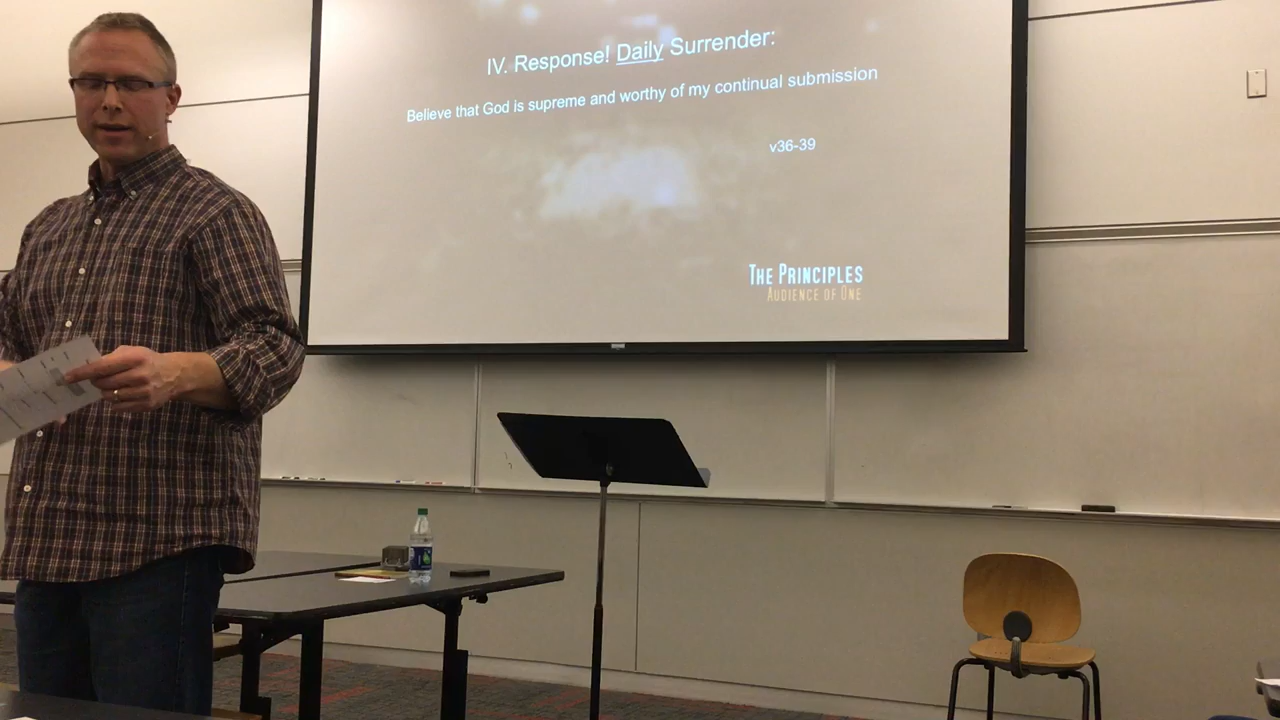 IV. Response! Daily Surrender:
Believe that God is supreme and worthy of my continual submission
v36-39
THE PRINCIPLES
AUDIENCE OF ONE